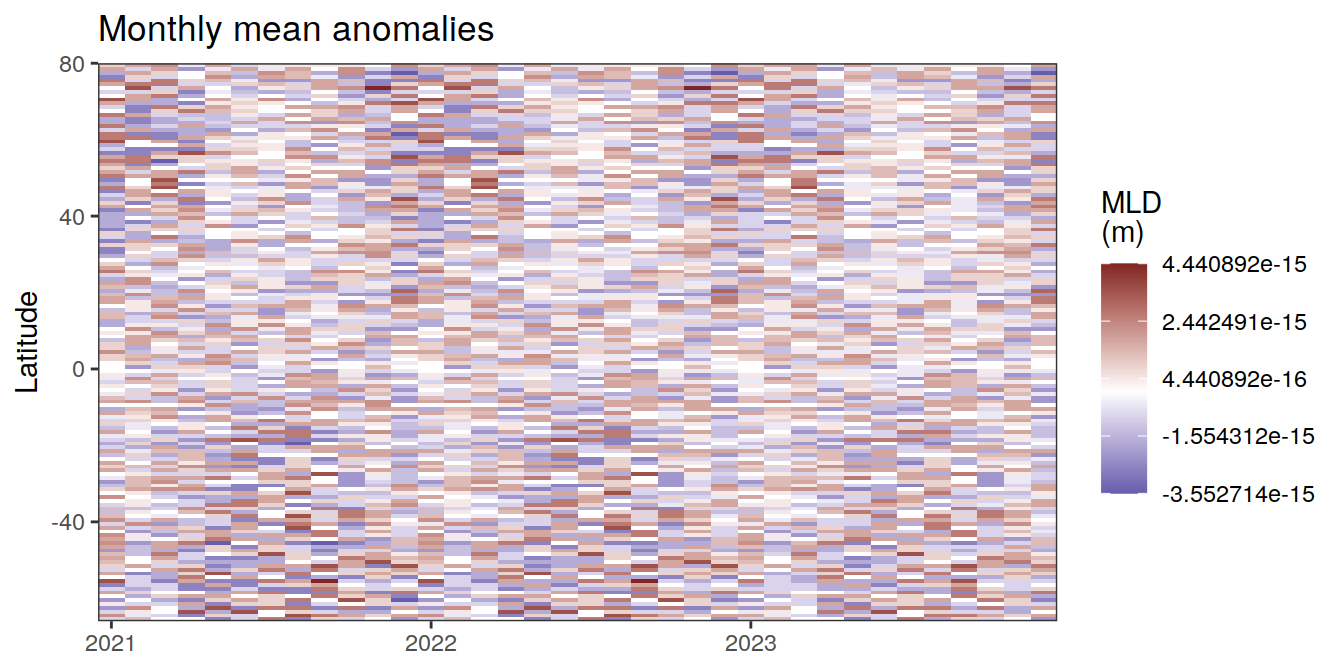 Monthly mean anomalies
80
40
0
-40
Latitude
2021
2022
2023
MLD
(m)
4.440892e-15
2.442491e-15
4.440892e-16
-1.554312e-15
-3.552714e-15